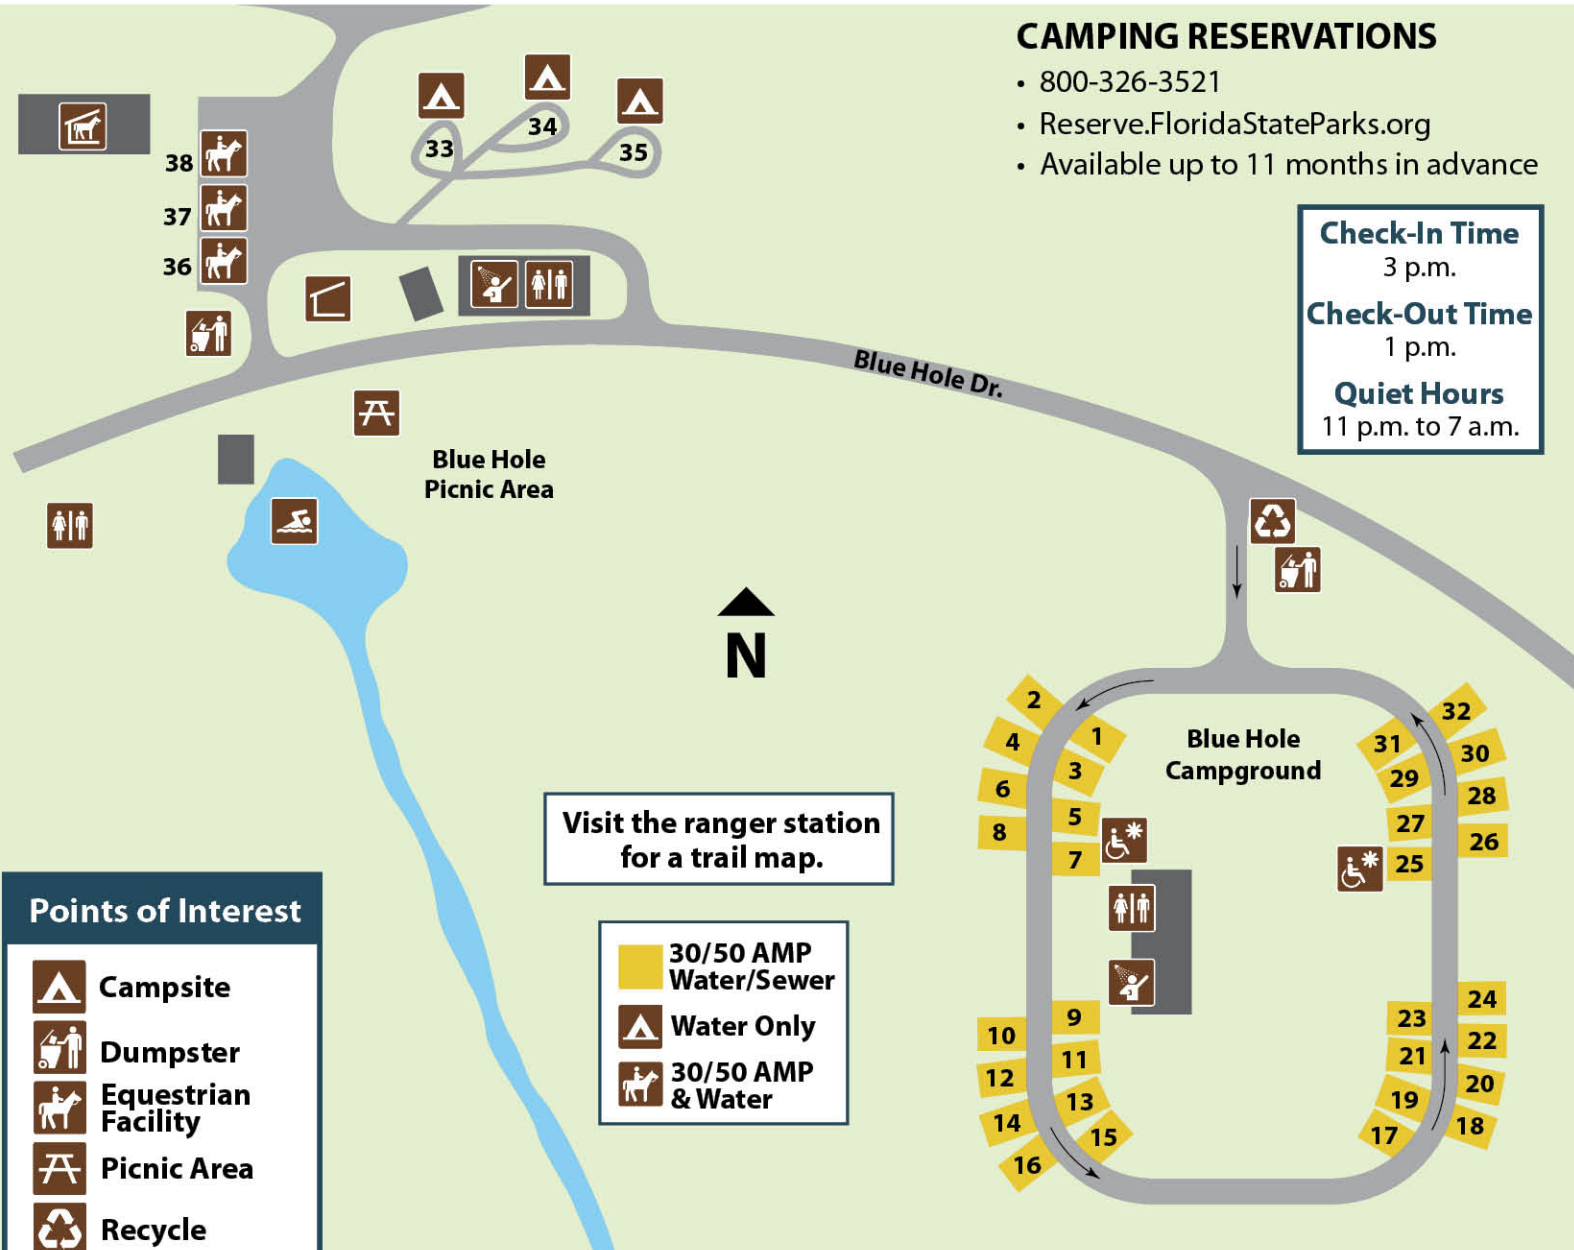 CAMPING RESERVATIONS
• 800-326-3521
• Reserve.FloridaStateParks.org
• Available up to 11 months in advance
Check-In Time
3 p.m.
Check-Out Time
1 p.m.
Quiet Hours
11 p.m. to 7 a.m.
33
34
35
38
37
36
Blue Hole Dr.
Blue Hole
Picnic Area
N
Visit the ranger station
for a trail map.
30/50 AMP
Water/Sewer
Water Only
30/50 AMP
& Water
Points of Interest
Campsite
Dumpster
Equestrian
Facility
Picnic Area
Recycle
Blue Hole
Campground
2
1
4
3
6
5
8
7
9
10
11
12
13
14
15
16
32
31
30
29
28
27
26
25
24
23
22
21
20
19
18
17